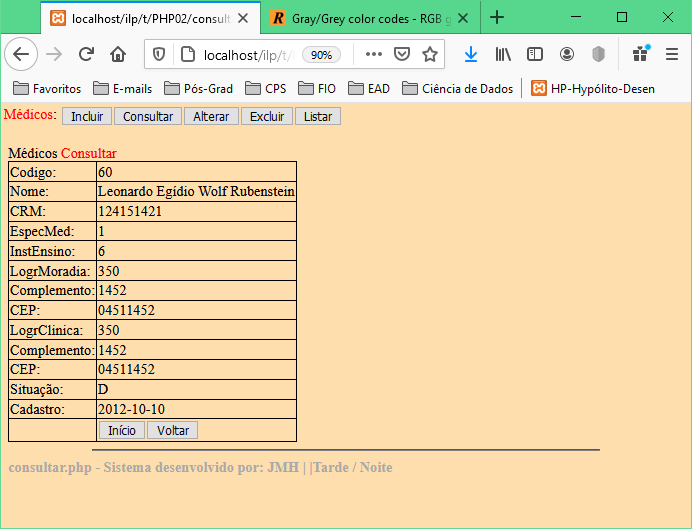 localhost/ilp/t/PHP02/consult
Gray/Grey color codes - RGB g
localhost/ilp/t/
90%
Favoritos E-mails Pós-Grad CPS FIO EAD Ciência de Dados HP-Hypólito-Desen
Médicos: Incluir Consultar Alterar Excluir Listar
Médicos Consultar
Codigo: 60
Nome: Leonardo Egídio Wolf Rubenstein
CRM: 124151421
EspecMed: 1
InstEnsino: 6
LogrMoradia: 350
Complemento: 1452
CEP: 04511452
LogrClinica: 350
Complemento: 1452
CEP: 04511452
Situação: D
Cadastro: 2012-10-10
Início Voltar
consultar.php - Sistema desenvolvido por: JMH | |Tarde / Noite